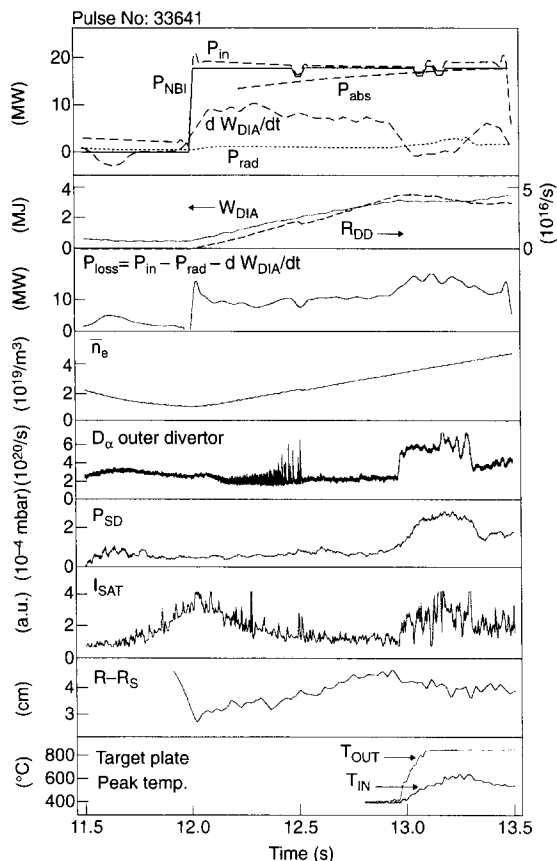 Pulse No: 33641
20
10
0
(MW)
P_in
P_NBI
P_abs
d W_DIA/dt
P_rad
4
2
0
(MJ)
W_DIA
R_DD
5
0
(10^16/s)
P_loss = P_in − P_rad − d W_DIA/dt
10
0
(MW)
n̅_e
4
2
0
(10^19/m^3)
D_α outer divertor
6
4
2
0
(10^20/s)
P_SD
2
0
(10^−4 mbar)
I_SAT
4
2
0
(a.u.)
R−R_S
4
3
(cm)
Target plate
Peak temp.
T_OUT
T_IN
800
600
400
(°C)
11.5 12.0 12.5 13.0 13.5
Time (s)